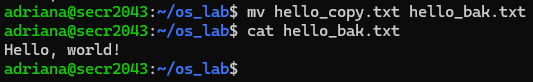 adriana@secr2043:~/os_lab$ mv hello_copy.txt hello_bak.txt
adriana@secr2043:~/os_lab$ cat hello_bak.txt
Hello, world!
adriana@secr2043:~/os_lab$